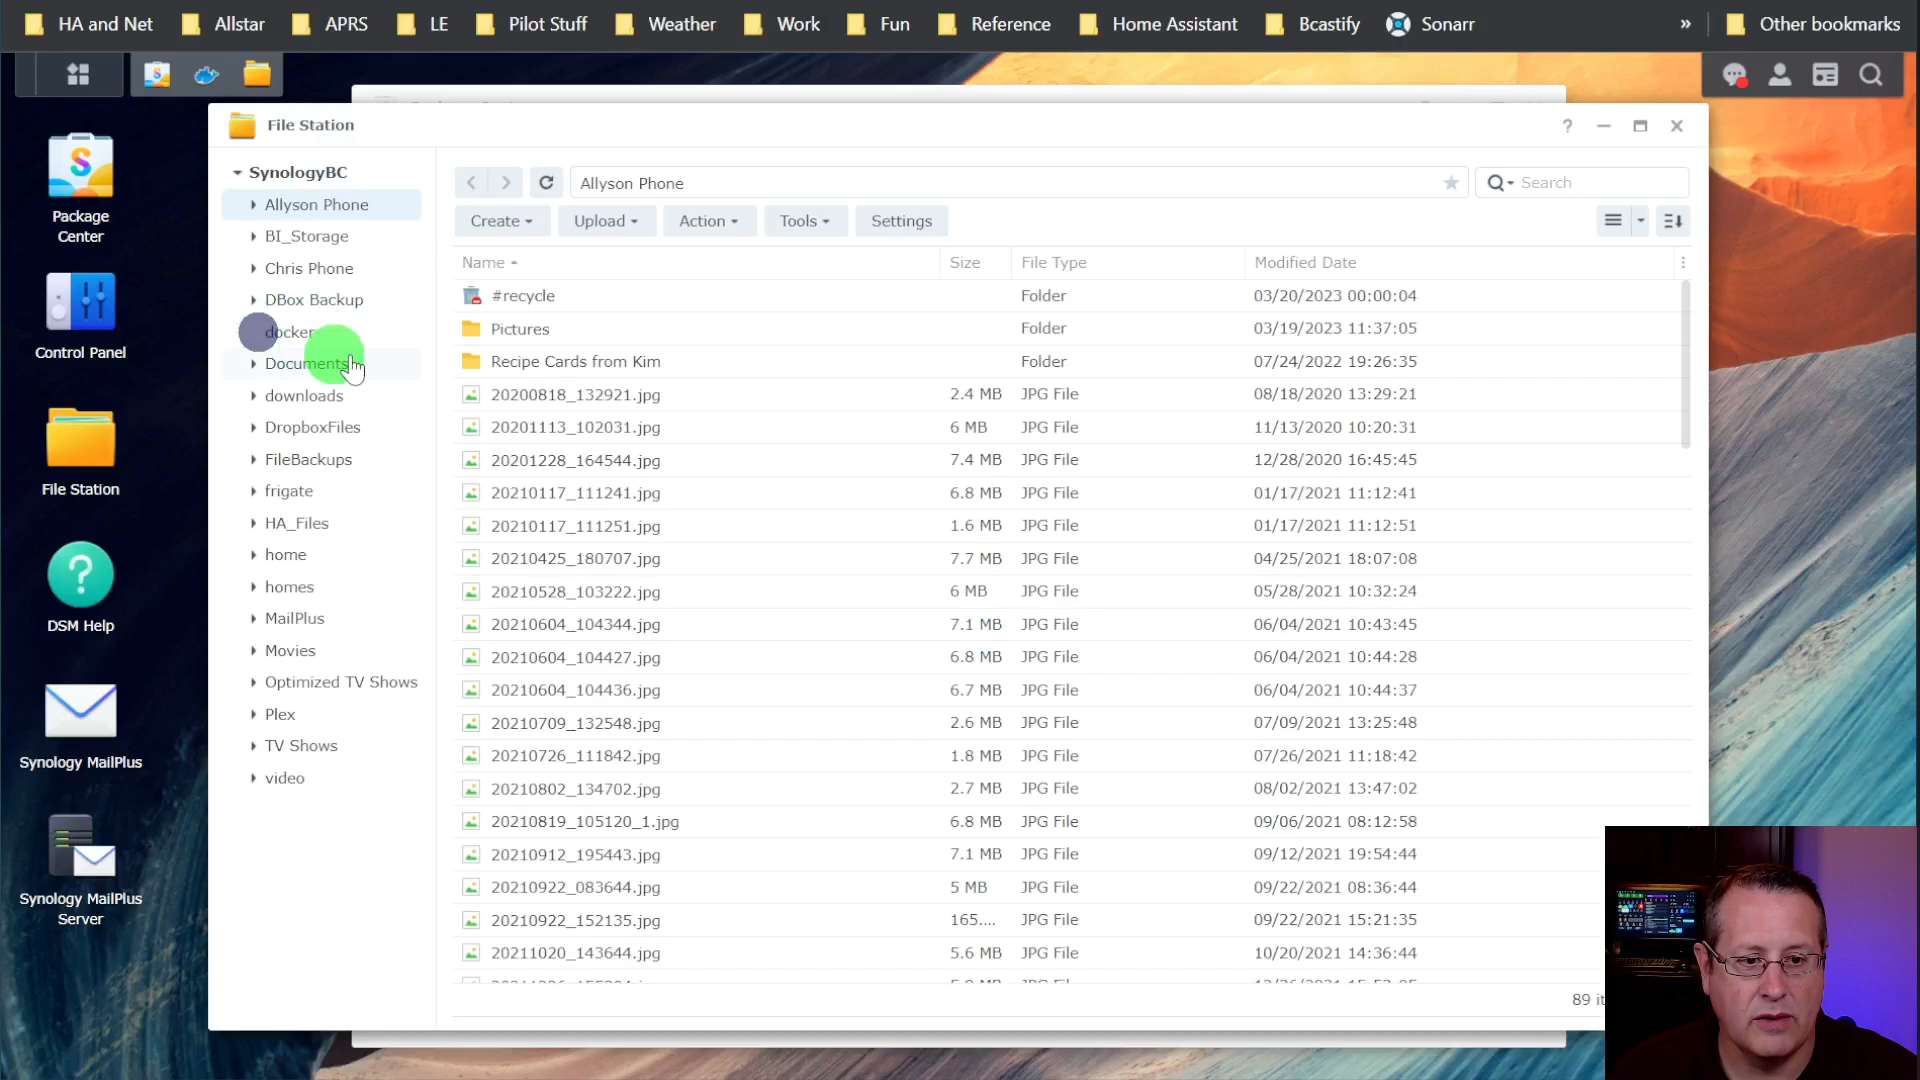 HA and Net
Allstar
APRS
LE
Pilot Stuff
Weather
Work
Fun
Reference
Home Assistant
Bcastify
Sonarr
»
Other bookmarks
File Station
?
SynologyBC
Allyson Phone
BI_Storage
Chris Phone
DBox Backup
docker
Documents
downloads
DropboxFiles
FileBackups
frigate
HA_Files
home
homes
MailPlus
Movies
Optimized TV Shows
Plex
TV Shows
video
Package
Center
Control Panel
File Station
DSM Help
Synology MailPlus
Synology MailPlus
Server
Allyson Phone
Search
Create
Upload
Action
Tools
Settings
Name Size File Type Modified Date
#recycle Folder 03/20/2023 00:00:04
Pictures Folder 03/19/2023 11:37:05
Recipe Cards from Kim Folder 07/24/2022 19:26:35
20200818_132921.jpg 2.4 MB JPG File 08/18/2020 13:29:21
20201113_102031.jpg 6 MB JPG File 11/13/2020 10:20:31
20201228_164544.jpg 7.4 MB JPG File 12/28/2020 16:45:45
20210117_111241.jpg 6.8 MB JPG File 01/17/2021 11:12:41
20210117_111251.jpg 1.6 MB JPG File 01/17/2021 11:12:51
20210425_180707.jpg 7.7 MB JPG File 04/25/2021 18:07:08
20210528_103222.jpg 6 MB JPG File 05/28/2021 10:32:24
20210604_104344.jpg 7.1 MB JPG File 06/04/2021 10:43:45
20210604_104427.jpg 6.8 MB JPG File 06/04/2021 10:44:28
20210604_104436.jpg 6.7 MB JPG File 06/04/2021 10:44:37
20210709_132548.jpg 2.6 MB JPG File 07/09/2021 13:25:48
20210726_111842.jpg 1.8 MB JPG File 07/26/2021 11:18:42
20210802_134702.jpg 2.7 MB JPG File 08/02/2021 13:47:02
20210819_105120_1.jpg 6.8 MB JPG File 09/06/2021 08:12:58
20210912_195443.jpg 7.1 MB JPG File 09/12/2021 19:54:44
20210922_083644.jpg 5 MB JPG File 09/22/2021 08:36:44
20210922_152135.jpg 165.... JPG File 09/22/2021 15:21:35
20211020_143644.jpg 5.6 MB JPG File 10/20/2021 14:36:44
89 it